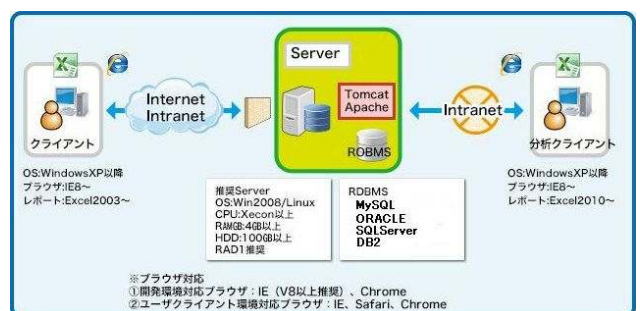 Server
Internet
Intranet
Tomcat
Apache
Intranet
ROBMS
クライアント
分析クライアント
OS:WindowsXP以降
ブラウザ:IE8〜
レポート:Excel2003〜
推奨Server
OS:Win2008/Linux
CPU:Xecon以上
RAMGB:4GB以上
HDD:100GB以上
RAD1推奨
RDBMS
MySQL
ORACLE
SQLServer
DB2
OS:WindowsXP以降
ブラウザ:IE8〜
レポート:Excel2010〜
※ブラウザ対応
①開発環境対応ブラウザ：IE（V8以上推奨）、Chrome
②ユーザクライアント環境対応ブラウザ：IE、Safari、Chrome